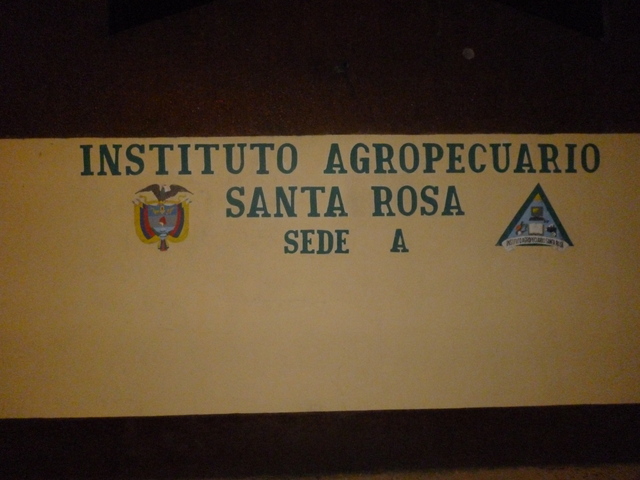 INSTITUTO AGROPECUARIO
SANTA ROSA
SEDE A